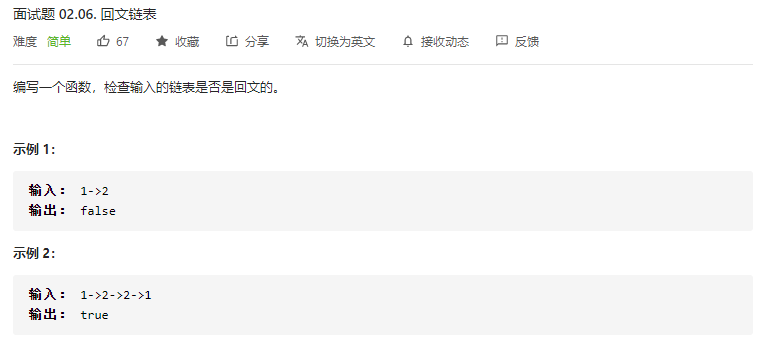 面试题 02.06. 回文链表
难度 简单 67 收藏 分享 切换为英文 接收动态 反馈
编写一个函数，检查输入的链表是否是回文的。
示例 1：
输入： 1->2
输出： false
示例 2：
输入： 1->2->2->1
输出： true